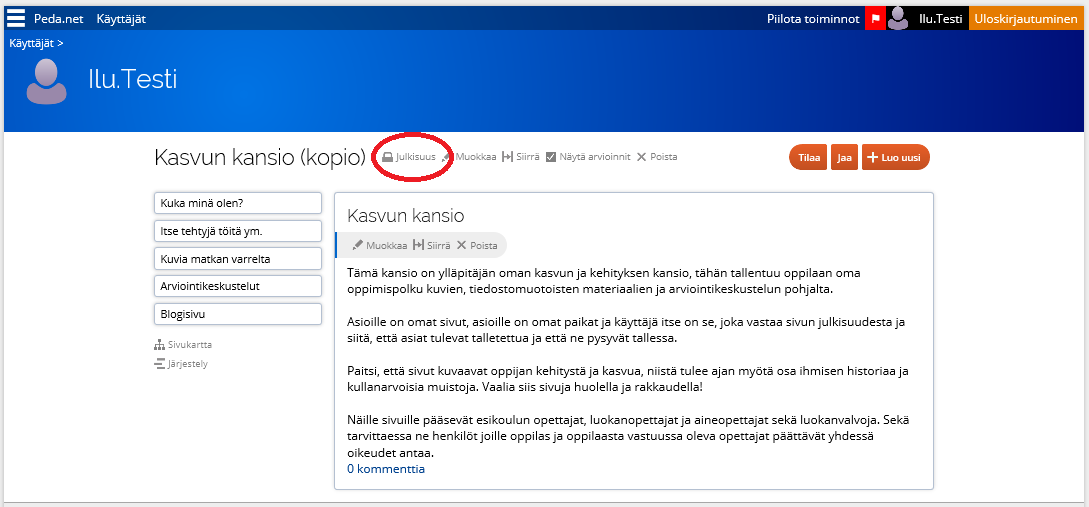 Peda.net Käyttäjät Piilota toiminnot Ilu.Testi Uloskirjautuminen
Käyttäjät >
Ilu.Testi
Kasvun kansio (kopio) Julkisuus Muokkaa Siirrä Näytä arvioinnit Poista Tilaa Jaa Luo uusi
Kuka minä olen?
Itse tehtyjä töitä ym.
Kuvia matkan varrelta
Arviointikeskustelut
Blogisivu
Sivukartta
Järjestely
Kasvun kansio
Muokkaa Siirrä Poista
Tämä kansio on ylläpitäjän oman kasvun ja kehityksen kansio, tähän tallentuu oppilaan oma
oppimispolku kuvien, tiedostomuotoisten materiaalien ja arviointikeskustelun pohjalta.
Asioille on omat sivut, asioille on omat paikat ja käyttäjä itse on se, joka vastaa sivun julkisuudesta ja
siitä, että asiat tulevat talletettua ja että ne pysyvät tallessa.
Paitsi, että sivut kuvaavat oppijan kehitystä ja kasvua, niistä tulee ajan myötä osa ihmisen historiaa ja
kullanarvoisia muistoja. Vaalia siis sivuja huolella ja rakkaudella!
Näille sivuille pääsevät esikoulun opettajat, luokanopettajat ja aineopettajat sekä luokanvalvoja. Sekä
tarvittaessa ne henkilöt joille oppilas ja oppilaasta vastuussa oleva opettajat päättävät yhdessä
oikeudet antaa.
0 kommenttia